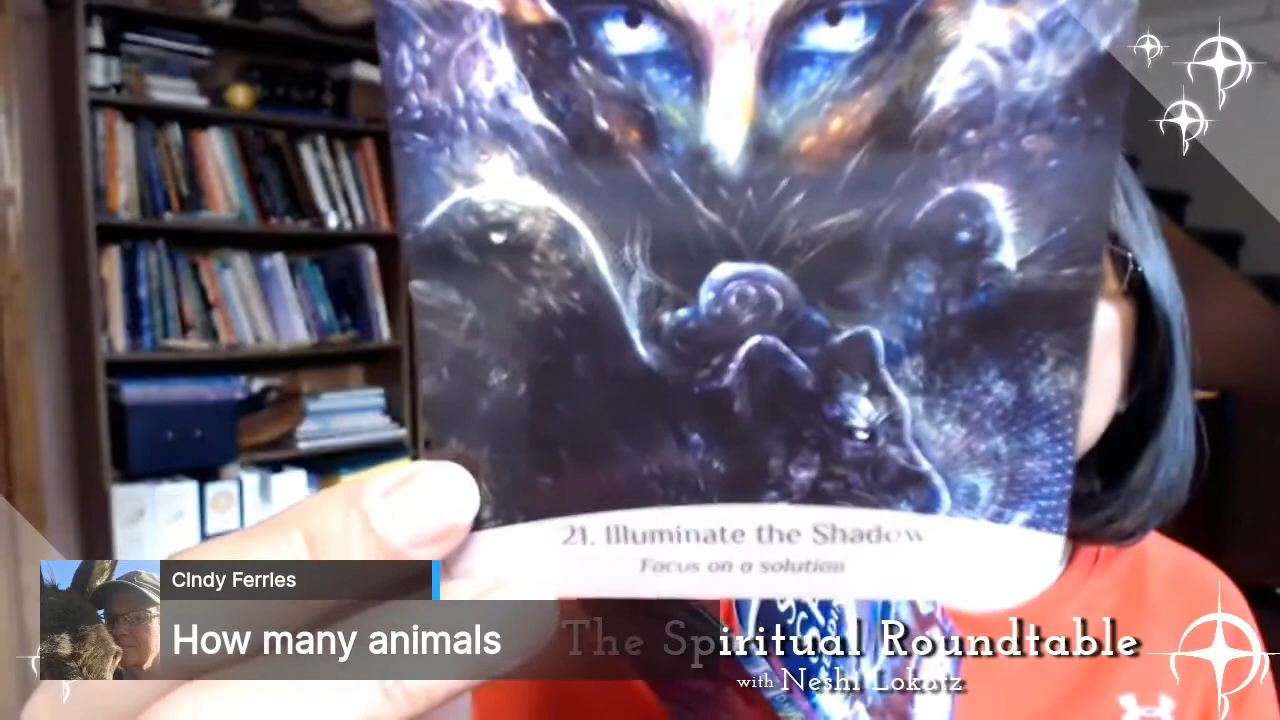 21. Illuminate the Shadow
Focus on a solution
Cindy Ferries
How many animals
The Spiritual Roundtable
with Neshi Lokotz